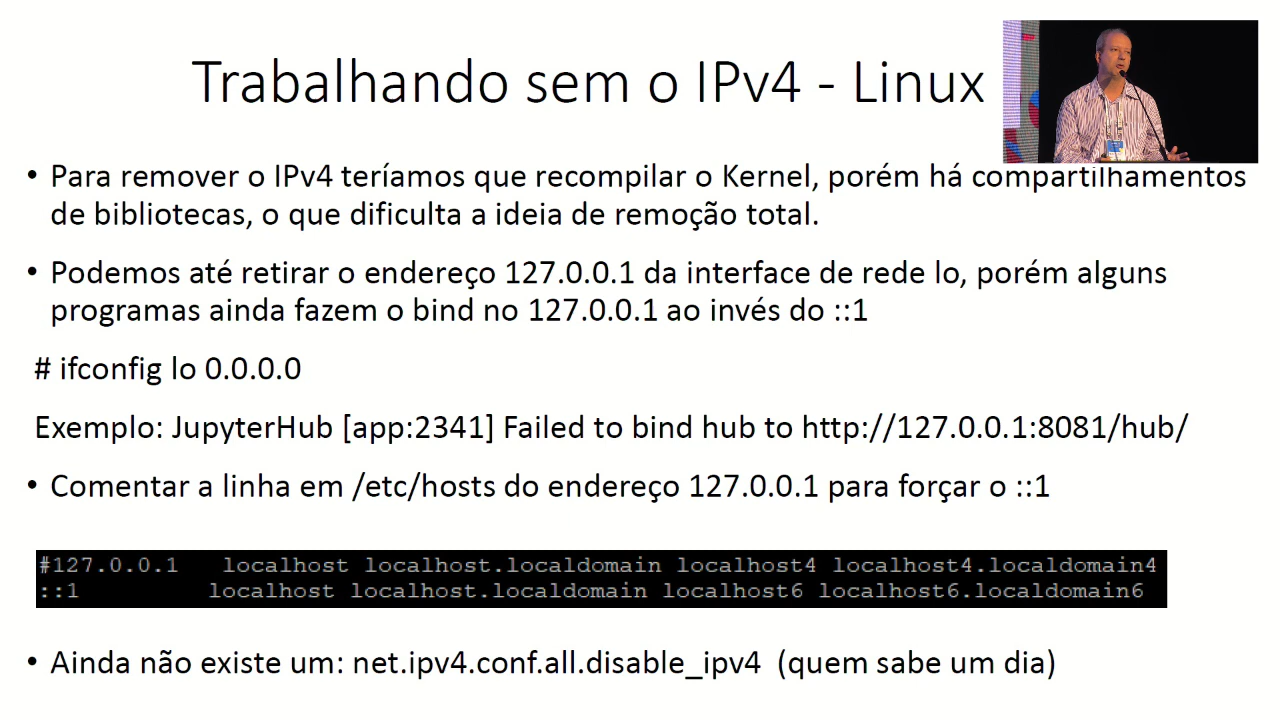 Trabalhando sem o IPv4 - Linux
• Para remover o IPv4 teríamos que recompilar o Kernel, porém há compartilhamentos
de bibliotecas, o que dificulta a ideia de remoção total.
• Podemos até retirar o endereço 127.0.0.1 da interface de rede lo, porém alguns
programas ainda fazem o bind no 127.0.0.1 ao invés do ::1
# ifconfig lo 0.0.0.0
Exemplo: JupyterHub [app:2341] Failed to bind hub to http://127.0.0.1:8081/hub/
• Comentar a linha em /etc/hosts do endereço 127.0.0.1 para forçar o ::1
#127.0.0.1   localhost localhost.localdomain localhost4 localhost4.localdomain4
::1         localhost localhost.localdomain localhost6 localhost6.localdomain6
• Ainda não existe um: net.ipv4.conf.all.disable_ipv4  (quem sabe um dia)